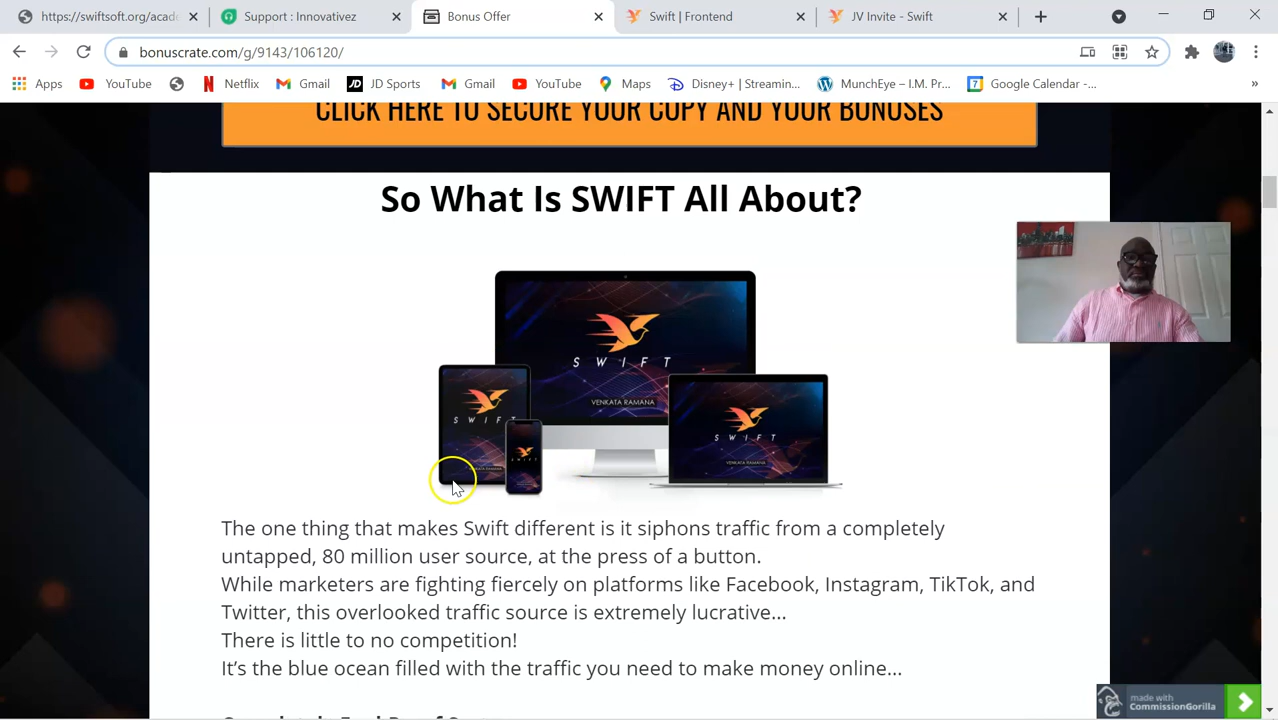 https://swiftsoft.org/acad
Support : Innovativez
Bonus Offer
Swift | Frontend
JV Invite - Swift
bonuscrate.com/g/9143/106120/
Apps
YouTube
Netflix
Gmail
JD Sports
Gmail
YouTube
Maps
Disney+ | Streamin...
MunchEye – I.M. Pr...
Google Calendar -...
CLICK HERE TO SECURE YOUR COPY AND YOUR BONUSES
So What Is SWIFT All About?
SWIFT
VENKATA RAMANA
SWIFT
VENKATA RAMANA
SWIFT
SWIFT
VENKATA RAMANA
The one thing that makes Swift different is it siphons traffic from a completely
untapped, 80 million user source, at the press of a button.
While marketers are fighting fiercely on platforms like Facebook, Instagram, TikTok, and
Twitter, this overlooked traffic source is extremely lucrative...
There is little to no competition!
It’s the blue ocean filled with the traffic you need to make money online...
made with
CommissionGorilla